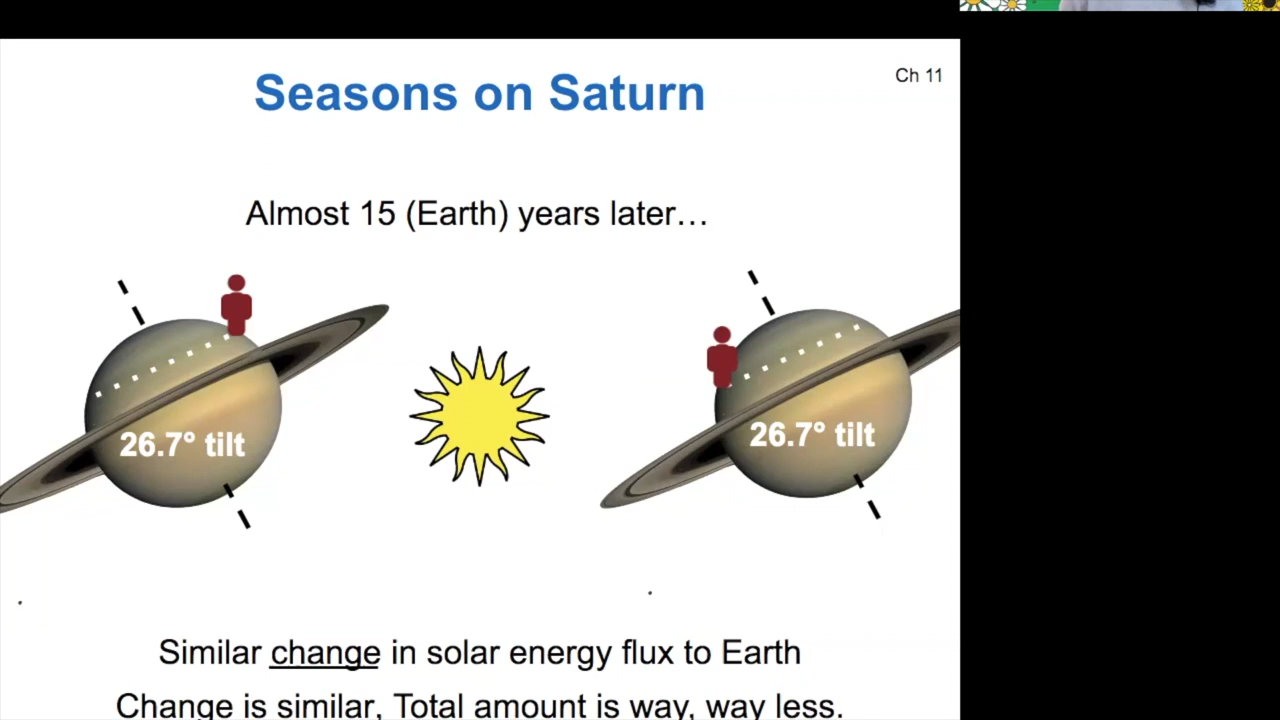 Ch 11
Seasons on Saturn
Almost 15 (Earth) years later…
26.7° tilt
26.7° tilt
Similar change in solar energy flux to Earth
Change is similar, Total amount is way, way less.